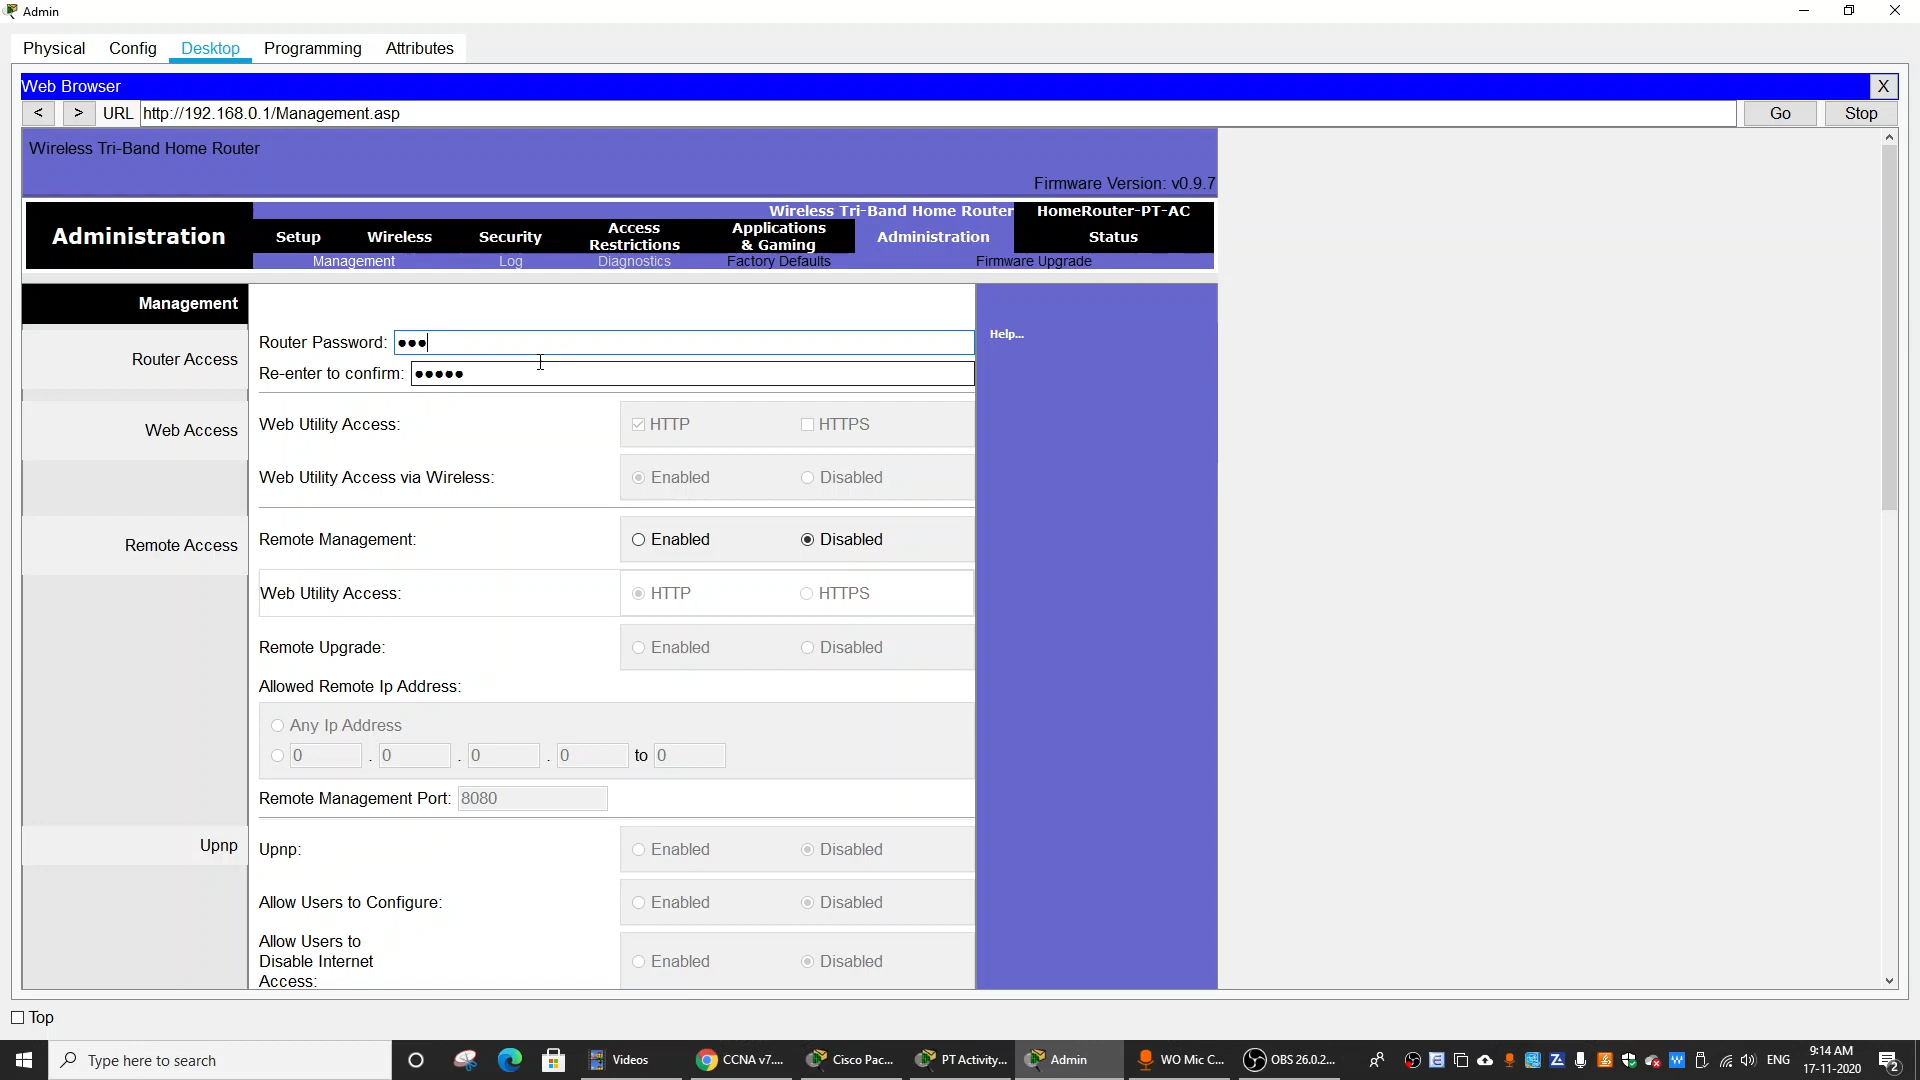 Admin
Physical Config Desktop Programming Attributes
Web Browser X
< > URL http://192.168.0.1/Management.asp Go Stop
Wireless Tri-Band Home Router
Firmware Version: v0.9.7
Wireless Tri-Band Home Router HomeRouter-PT-AC
Administration Setup Wireless Security Access Restrictions Applications & Gaming Administration Status
Management Log Diagnostics Factory Defaults Firmware Upgrade
Management
Help...
Router Access
Router Password: ●●●
Re-enter to confirm: ●●●●●
Web Access
Web Utility Access: HTTP HTTPS
Web Utility Access via Wireless: Enabled Disabled
Remote Access
Remote Management: Enabled Disabled
Web Utility Access: HTTP HTTPS
Remote Upgrade: Enabled Disabled
Allowed Remote Ip Address:
Any Ip Address
0 . 0 . 0 . 0 to 0
Remote Management Port: 8080
Upnp
Upnp: Enabled Disabled
Allow Users to Configure: Enabled Disabled
Allow Users to
Disable Internet Enabled Disabled
Access:
Top
Type here to search Videos CCNA v7.... Cisco Pac... PT Activity... Admin WO Mic C... OBS 26.0.2... ENG 9:14 AM
17-11-2020 2